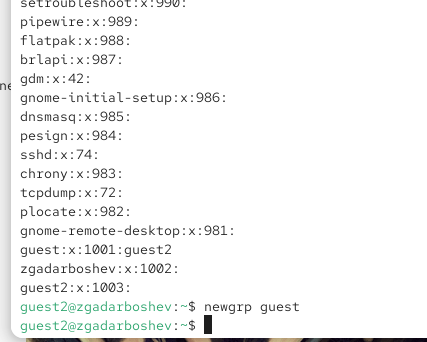 setroubleshoot:x:990:
pipewire:x:989:
flatpak:x:988:
brlapi:x:987:
gdm:x:42:
gnome-initial-setup:x:986:
dnsmasq:x:985:
pesign:x:984:
sshd:x:74:
chrony:x:983:
tcpdump:x:72:
plocate:x:982:
gnome-remote-desktop:x:981:
guest:x:1001:guest2
zgadarboshev:x:1002:
guest2:x:1003:
guest2@zgadarboshev:~$ newgrp guest
guest2@zgadarboshev:~$